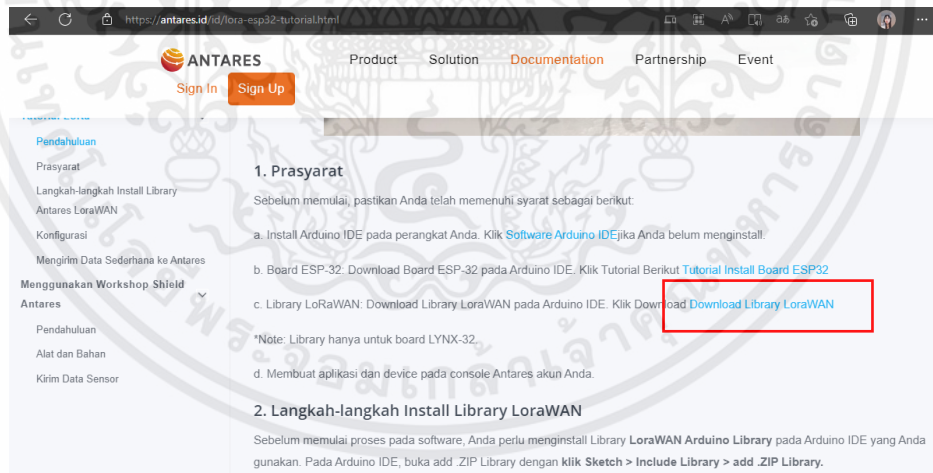 https://antares.id/id/lora-esp32-tutorial.html
ANTARES
Product Solution Documentation Partnership Event
Sign In Sign Up
Pendahuluan
Prasyarat
Langkah-langkah Install Library
Antares LoraWAN
Konfigurasi
Mengirim Data Sederhana ke Antares
Menggunakan Workshop Shield
Antares
Pendahuluan
Alat dan Bahan
Kirim Data Sensor
1. Prasyarat
Sebelum memulai, pastikan Anda telah memenuhi syarat sebagai berikut:
a. Install Arduino IDE pada perangkat Anda. Klik Software Arduino IDEjika Anda belum menginstall.
b. Board ESP-32: Download Board ESP-32 pada Arduino IDE. Klik Tutorial Berikut Tutorial Install Board ESP32
c. Library LoRaWAN: Download Library LoraWAN pada Arduino IDE. Klik Download Download Library LoraWAN
*Note: Library hanya untuk board LYNX-32.
d. Membuat aplikasi dan device pada console Antares akun Anda.
2. Langkah-langkah Install Library LoraWAN
Sebelum memulai proses pada software, Anda perlu menginstall Library LoraWAN Arduino Library pada Arduino IDE yang Anda
gunakan. Pada Arduino IDE, buka add .ZIP Library dengan klik Sketch > Include Library > add .ZIP Library.